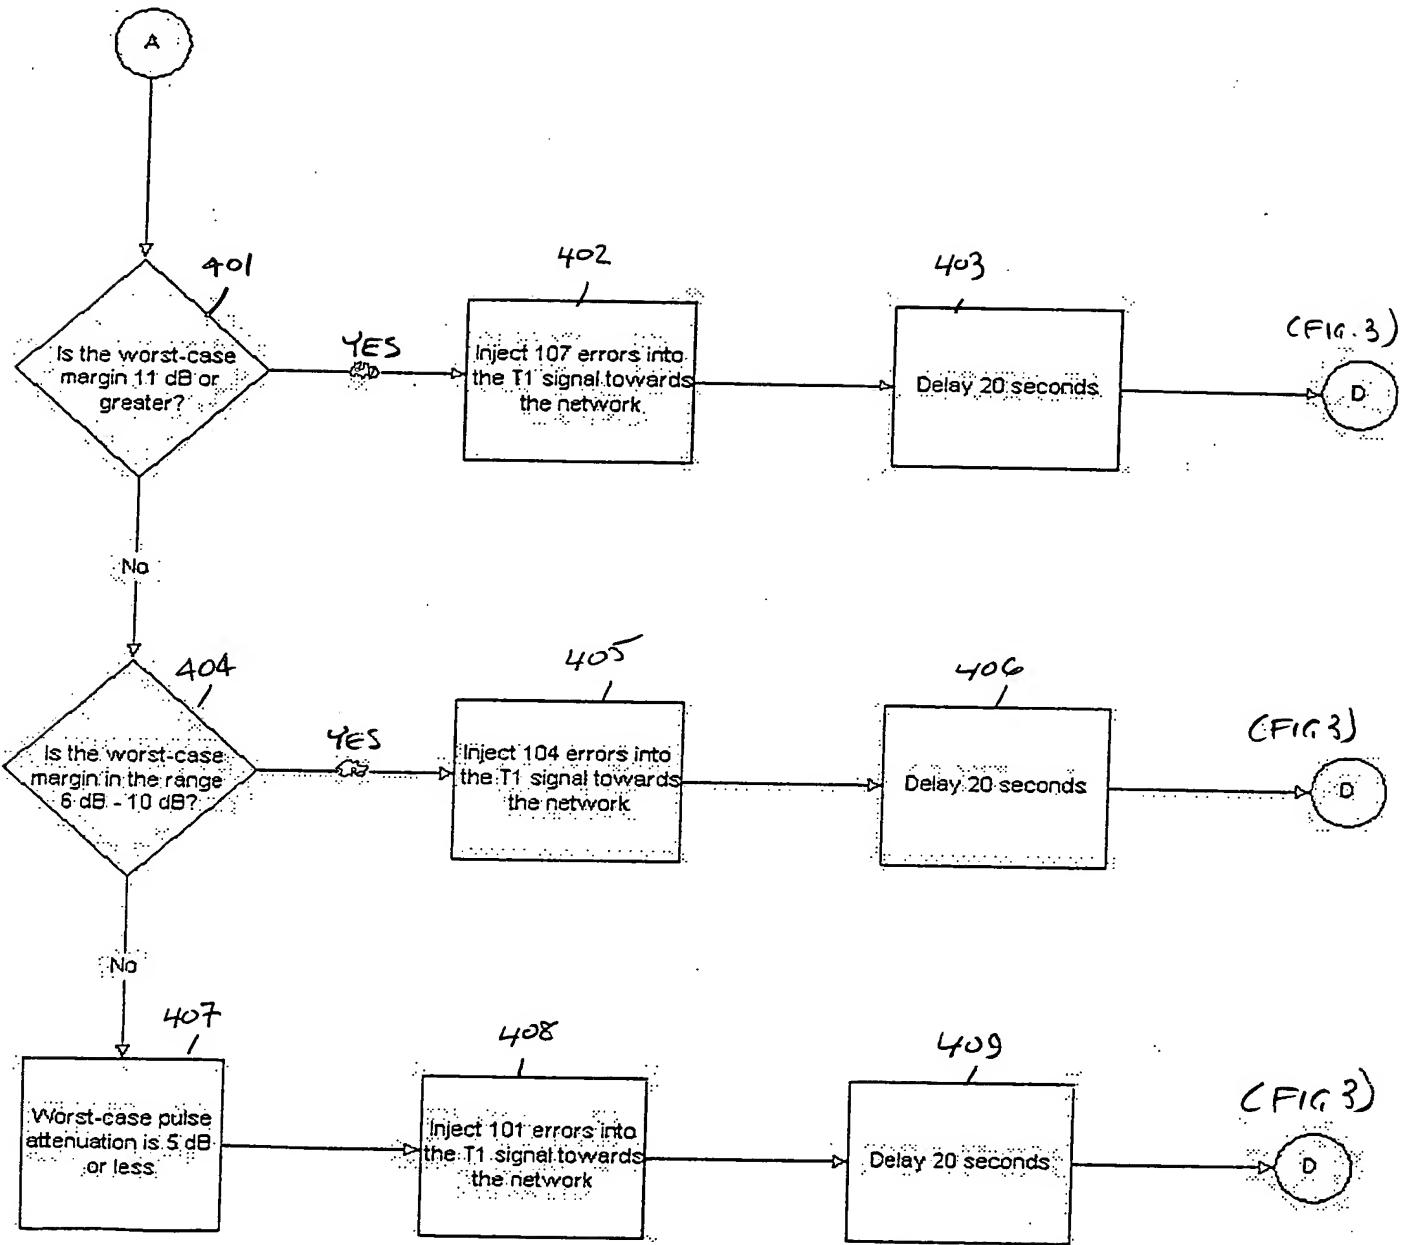 A
401
Is the worst-case
margin 11 dB or
greater?
YES
402
Inject 107 errors into
the T1 signal towards
the network
403
Delay 20 seconds
(FIG. 3)
D
No
404
Is the worst-case
margin in the range
6 dB - 10 dB?
YES
405
Inject 104 errors into
the T1 signal towards
the network
406
Delay 20 seconds
(FIG 3)
D
No
407
Worst-case pulse
attenuation is 5 dB
or less
408
Inject 101 errors into
the T1 signal towards
the network
409
Delay 20 seconds
(FIG 3)
D